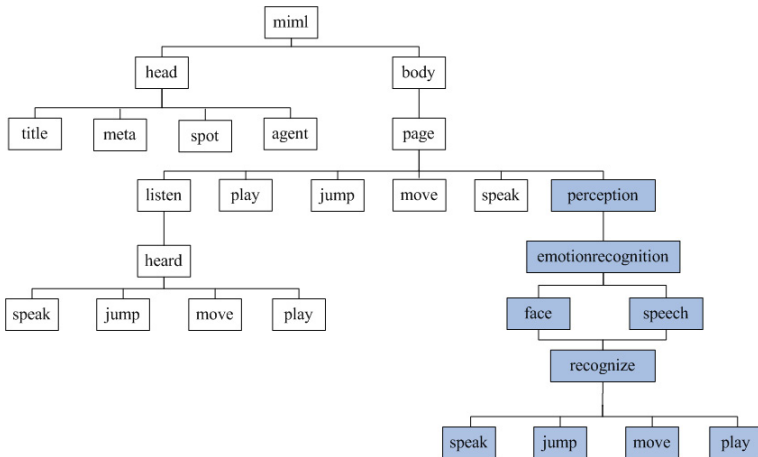 miml
head
body
title
meta
spot
agent
page
listen
play
jump
move
speak
perception
heard
emotionrecognition
speak
jump
move
play
face
speech
recognize
speak
jump
move
play